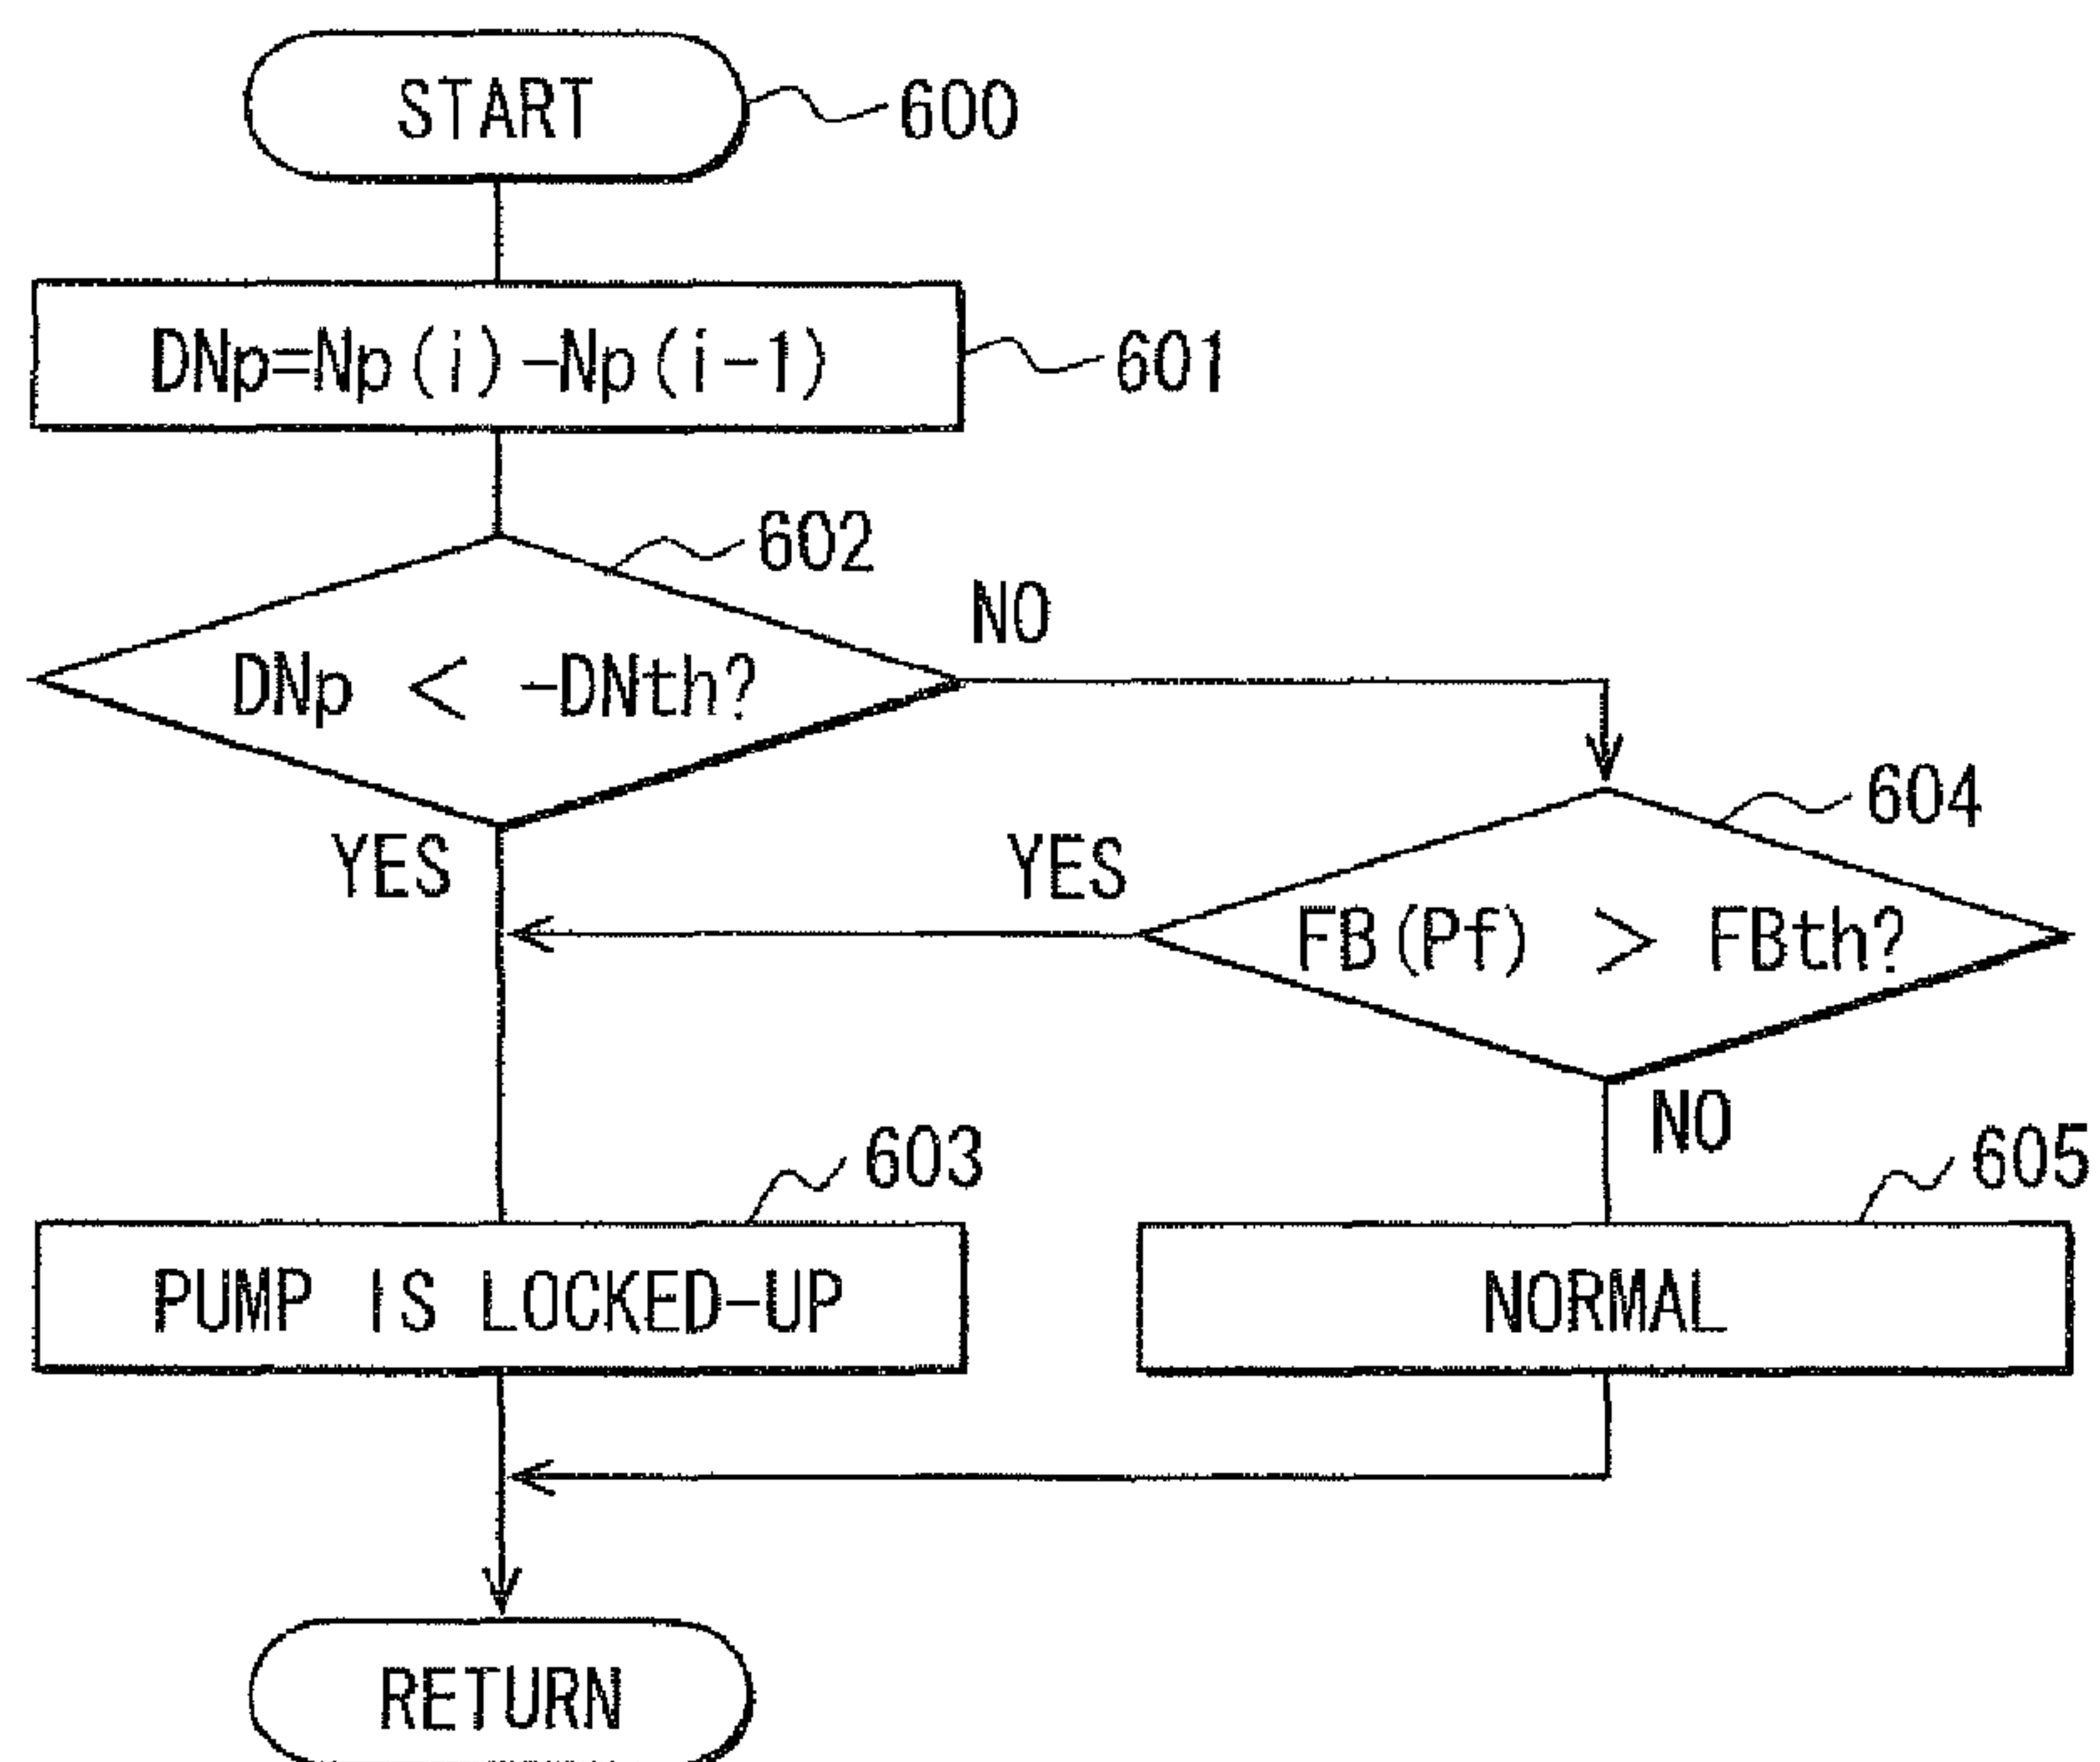 START
600
DNp=Np(i)-Np(i-1)
601
602
DNp < -DNth?
NO
YES
604
FB(Pf) > FBth?
YES
NO
603
PUMP IS LOCKED-UP
605
NORMAL
RETURN